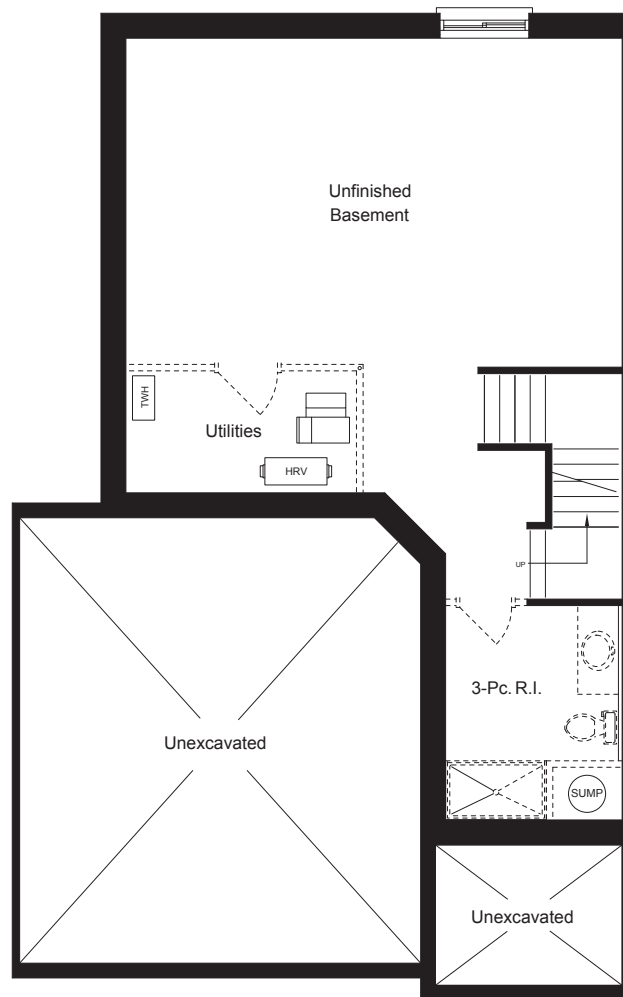 Unfinished
Basement
TWH
Utilities
HRV
UP
3-Pc. R.I.
Unexcavated
SUMP
Unexcavated